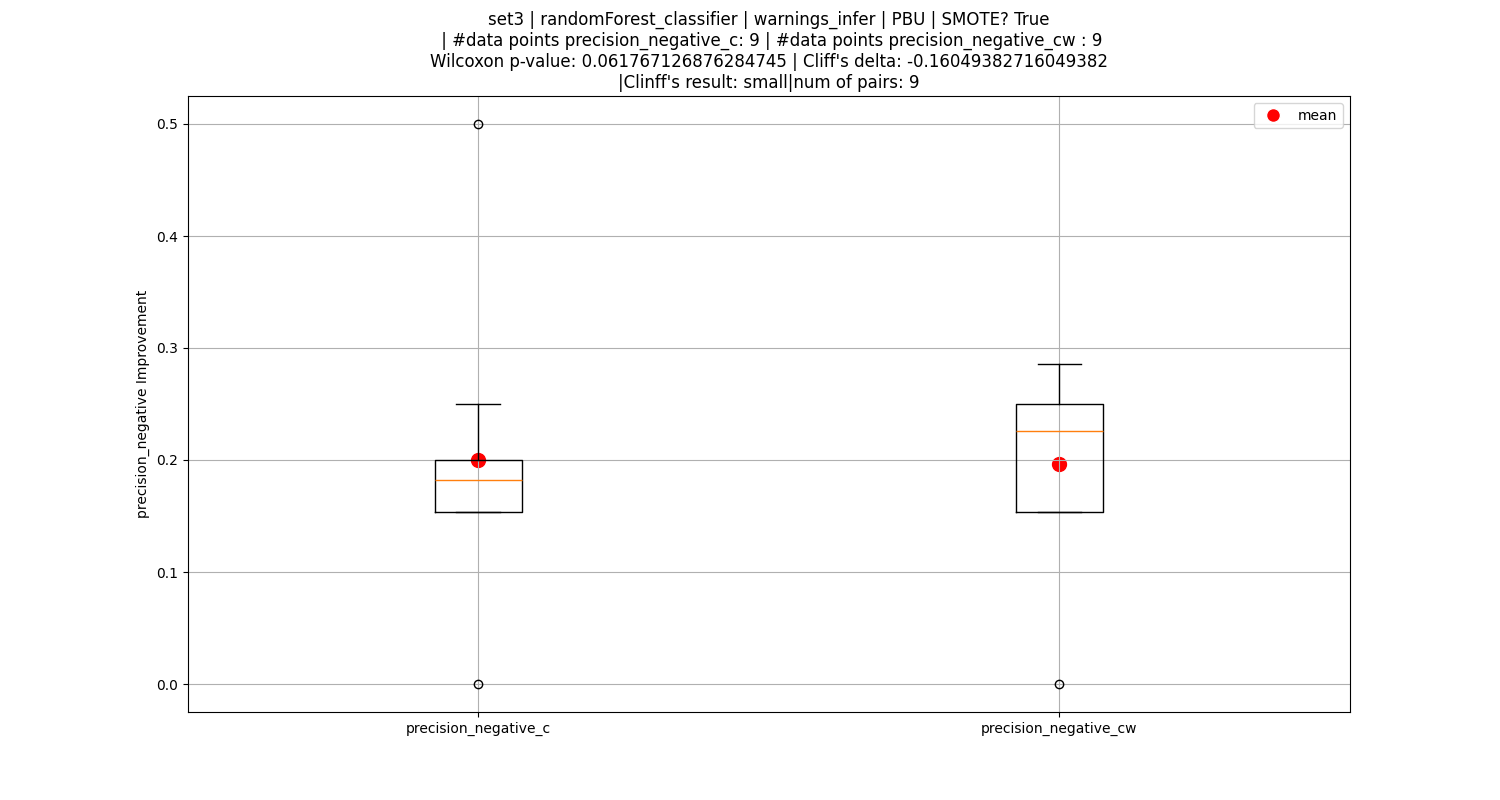 set3 | randomForest_classifier | warnings_infer | PBU | SMOTE? True
| #data points precision_negative_c: 9 | #data points precision_negative_cw : 9
Wilcoxon p-value: 0.061767126876284745 | Cliff's delta: -0.16049382716049382
|Clinff's result: small|num of pairs: 9
mean
precision_negative Improvement
0.5
0.4
0.3
0.2
0.1
0.0
precision_negative_c
precision_negative_cw